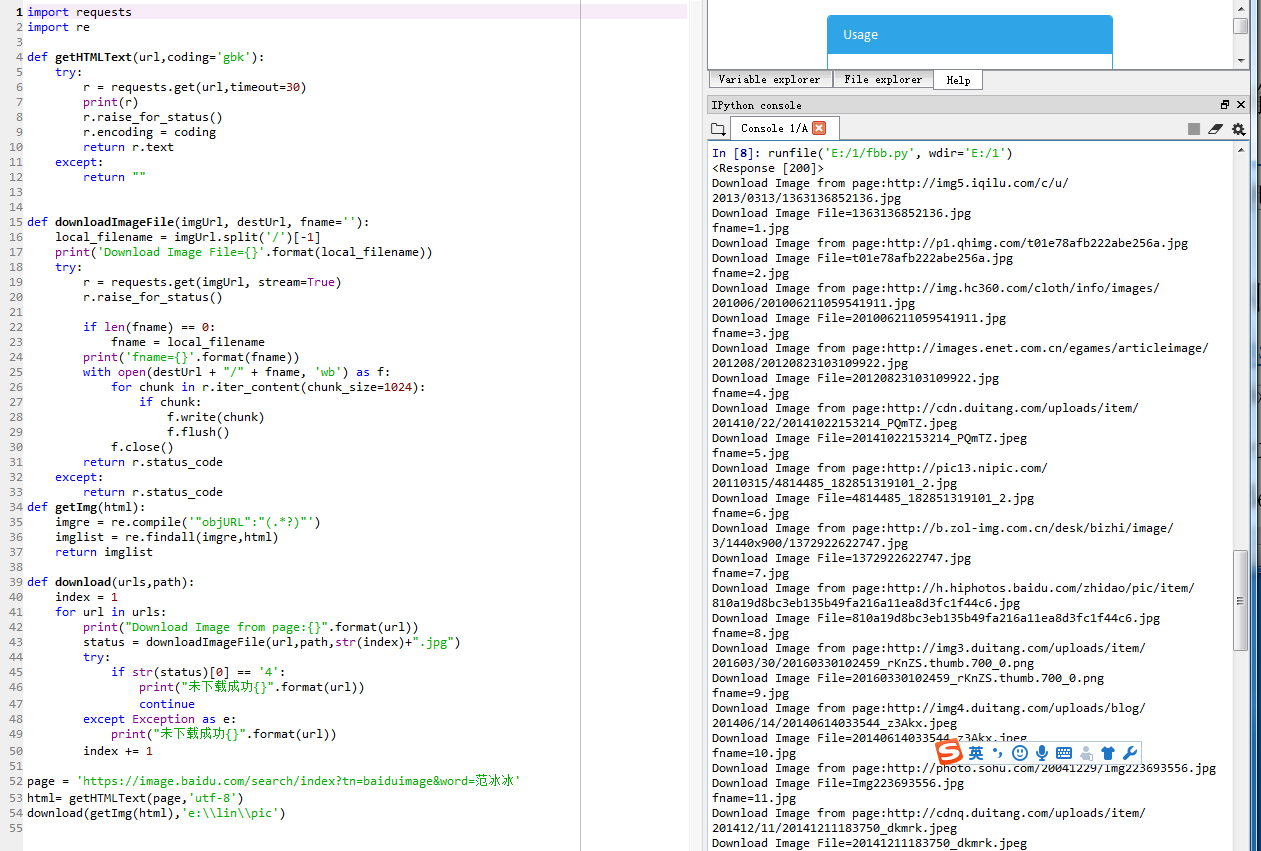 1 import requests
2 import re
3
4 def getHTMLText(url,coding='gbk'):
5     try:
6         r = requests.get(url,timeout=30)
7         print(r)
8         r.raise_for_status()
9         r.encoding = coding
10         return r.text
11     except:
12         return ""
13
14
15 def downloadImageFile(imgUrl, destUrl, fname=''):
16     local_filename = imgUrl.split('/')[-1]
17     print('Download Image File={}'.format(local_filename))
18     try:
19         r = requests.get(imgUrl, stream=True)
20         r.raise_for_status()
21
22         if len(fname) == 0:
23             fname = local_filename
24         print('fname={}'.format(fname))
25         with open(destUrl + "/" + fname, 'wb') as f:
26             for chunk in r.iter_content(chunk_size=1024):
27                 if chunk:
28                     f.write(chunk)
29                     f.flush()
30             f.close()
31         return r.status_code
32     except:
33         return r.status_code
34 def getImg(html):
35     imgre = re.compile('"objURL":"(.*?)"')
36     imglist = re.findall(imgre,html)
37     return imglist
38
39 def download(urls,path):
40     index = 1
41     for url in urls:
42         print("Download Image from page:{}".format(url))
43         status = downloadImageFile(url,path,str(index)+".jpg")
44         try:
45             if str(status)[0] == '4':
46                 print("未下载成功{}".format(url))
47                 continue
48         except Exception as e:
49             print("未下载成功{}".format(url))
50         index += 1
51
52 page = 'https://image.baidu.com/search/index?tn=baiduimage&word=范冰冰'
53 html= getHTMLText(page,'utf-8')
54 download(getImg(html),'e:\\lin\\pic')
55
Usage
Variable explorer File explorer Help
IPython console
Console 1/A
In [8]: runfile('E:/1/fbb.py', wdir='E:/1')
<Response [200]>
Download Image from page:http://img5.iqilu.com/c/u/
2013/0313/1363136852136.jpg
Download Image File=1363136852136.jpg
fname=1.jpg
Download Image from page:http://p1.qhimg.com/t01e78afb222abe256a.jpg
Download Image File=t01e78afb222abe256a.jpg
fname=2.jpg
Download Image from page:http://img.hc360.com/cloth/info/images/
201006/201006211059541911.jpg
Download Image File=201006211059541911.jpg
fname=3.jpg
Download Image from page:http://images.enet.com.cn/egames/articleimage/
201208/20120823103109922.jpg
Download Image File=20120823103109922.jpg
fname=4.jpg
Download Image from page:http://cdn.duitang.com/uploads/item/
201410/22/20141022153214_PQmTZ.jpeg
Download Image File=20141022153214_PQmTZ.jpeg
fname=5.jpg
Download Image from page:http://pic13.nipic.com/
20110315/4814485_182851319101_2.jpg
Download Image File=4814485_182851319101_2.jpg
fname=6.jpg
Download Image from page:http://b.zol-img.com.cn/desk/bizhi/image/
3/1440x900/1372922622747.jpg
Download Image File=1372922622747.jpg
fname=7.jpg
Download Image from page:http://h.hiphotos.baidu.com/zhidao/pic/item/
810a19d8bc3eb135b49fa216a11ea8d3fc1f44c6.jpg
Download Image File=810a19d8bc3eb135b49fa216a11ea8d3fc1f44c6.jpg
fname=8.jpg
Download Image from page:http://img3.duitang.com/uploads/item/
201603/30/20160330102459_rKnZS.thumb.700_0.png
Download Image File=20160330102459_rKnZS.thumb.700_0.png
fname=9.jpg
Download Image from page:http://img4.duitang.com/uploads/blog/
201406/14/20140614033544_z3Akx.jpeg
Download Image File=20140614033544_z3Akx.jpeg
fname=10.jpg
英
Download Image from page:http://photo.sohu.com/20041229/Img223693556.jpg
Download Image File=Img223693556.jpg
fname=11.jpg
Download Image from page:http://cdnq.duitang.com/uploads/item/
201412/11/20141211183750_dkmrk.jpeg
Download Image File=20141211183750_dkmrk.jpeg